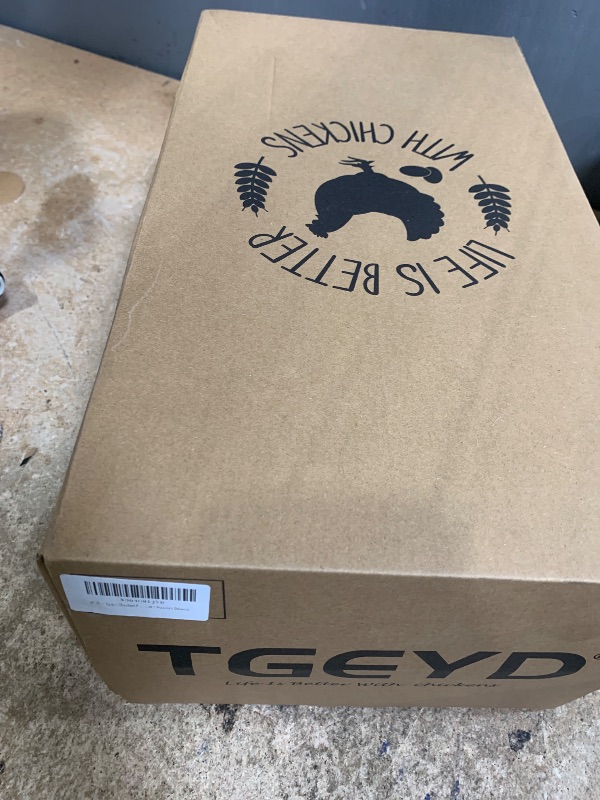 LIFE IS BETTER
WITH CHICKENS
TGEYD®
Life Is Better With chickens